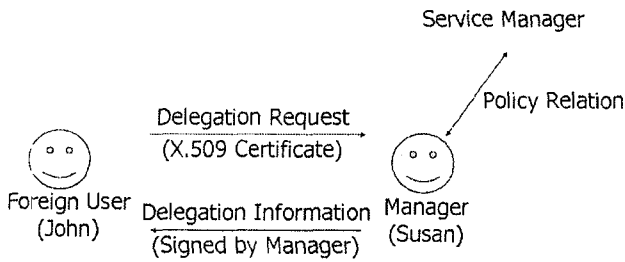 Service Manager
Policy Relation
Delegation Request
(X.509 Certificate)
Foreign User
(John)
Delegation Information
(Signed by Manager)
Manager
(Susan)